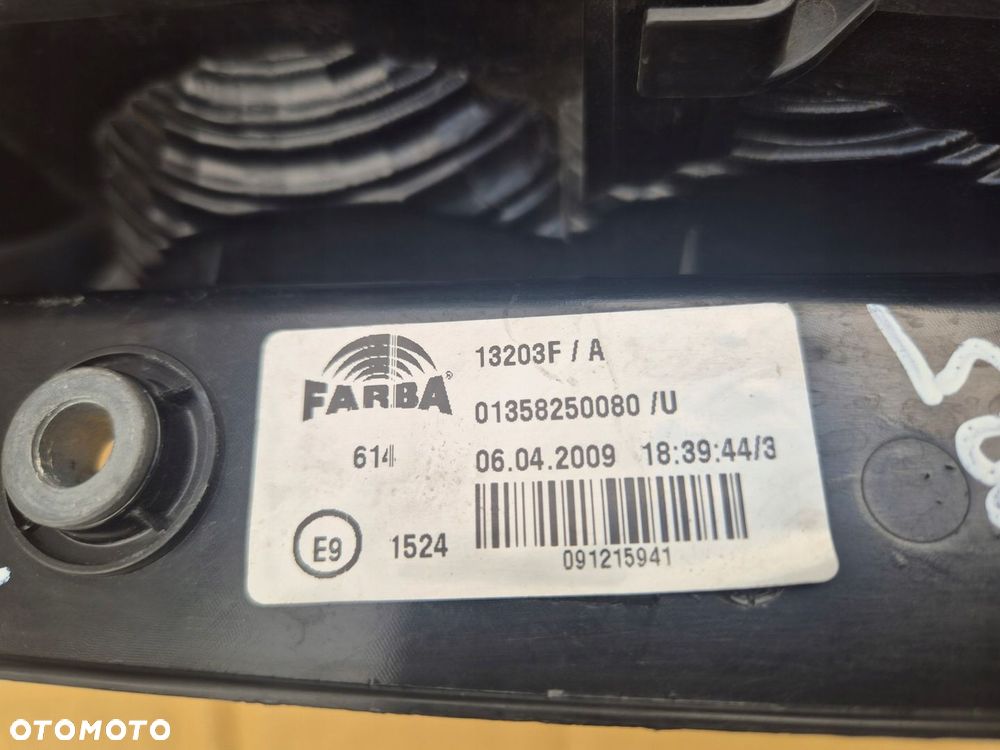 FARBA®
13203F / A
01358250080 /U
614
06.04.2009 18:39:44/3
E9
1524
091215941
OTOMOTO